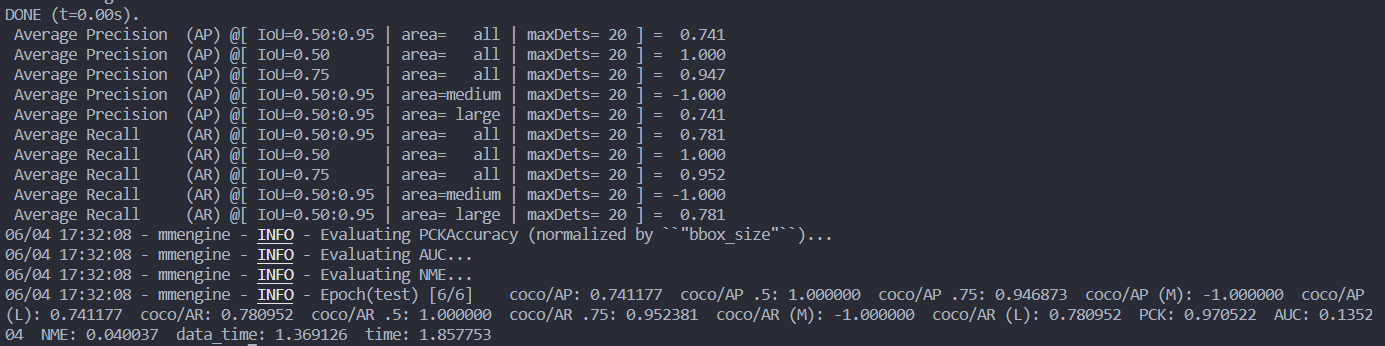 DONE (t=0.00s).
 Average Precision  (AP) @[ IoU=0.50:0.95 | area=   all | maxDets= 20 ] =  0.741
 Average Precision  (AP) @[ IoU=0.50      | area=   all | maxDets= 20 ] =  1.000
 Average Precision  (AP) @[ IoU=0.75      | area=   all | maxDets= 20 ] =  0.947
 Average Precision  (AP) @[ IoU=0.50:0.95 | area=medium | maxDets= 20 ] = -1.000
 Average Precision  (AP) @[ IoU=0.50:0.95 | area= large | maxDets= 20 ] =  0.741
 Average Recall     (AR) @[ IoU=0.50:0.95 | area=   all | maxDets= 20 ] =  0.781
 Average Recall     (AR) @[ IoU=0.50      | area=   all | maxDets= 20 ] =  1.000
 Average Recall     (AR) @[ IoU=0.75      | area=   all | maxDets= 20 ] =  0.952
 Average Recall     (AR) @[ IoU=0.50:0.95 | area=medium | maxDets= 20 ] = -1.000
 Average Recall     (AR) @[ IoU=0.50:0.95 | area= large | maxDets= 20 ] =  0.781
06/04 17:32:08 - mmengine - INFO - Evaluating PCKAccuracy (normalized by ``"bbox_size"``)...
06/04 17:32:08 - mmengine - INFO - Evaluating AUC...
06/04 17:32:08 - mmengine - INFO - Evaluating NME...
06/04 17:32:08 - mmengine - INFO - Epoch(test) [6/6]    coco/AP: 0.741177  coco/AP .5: 1.000000  coco/AP .75: 0.946873  coco/AP (M): -1.000000  coco/AP
(L): 0.741177  coco/AR: 0.780952  coco/AR .5: 1.000000  coco/AR .75: 0.952381  coco/AR (M): -1.000000  coco/AR (L): 0.780952  PCK: 0.970522  AUC: 0.1352
04  NME: 0.040037  data_time: 1.369126  time: 1.857753